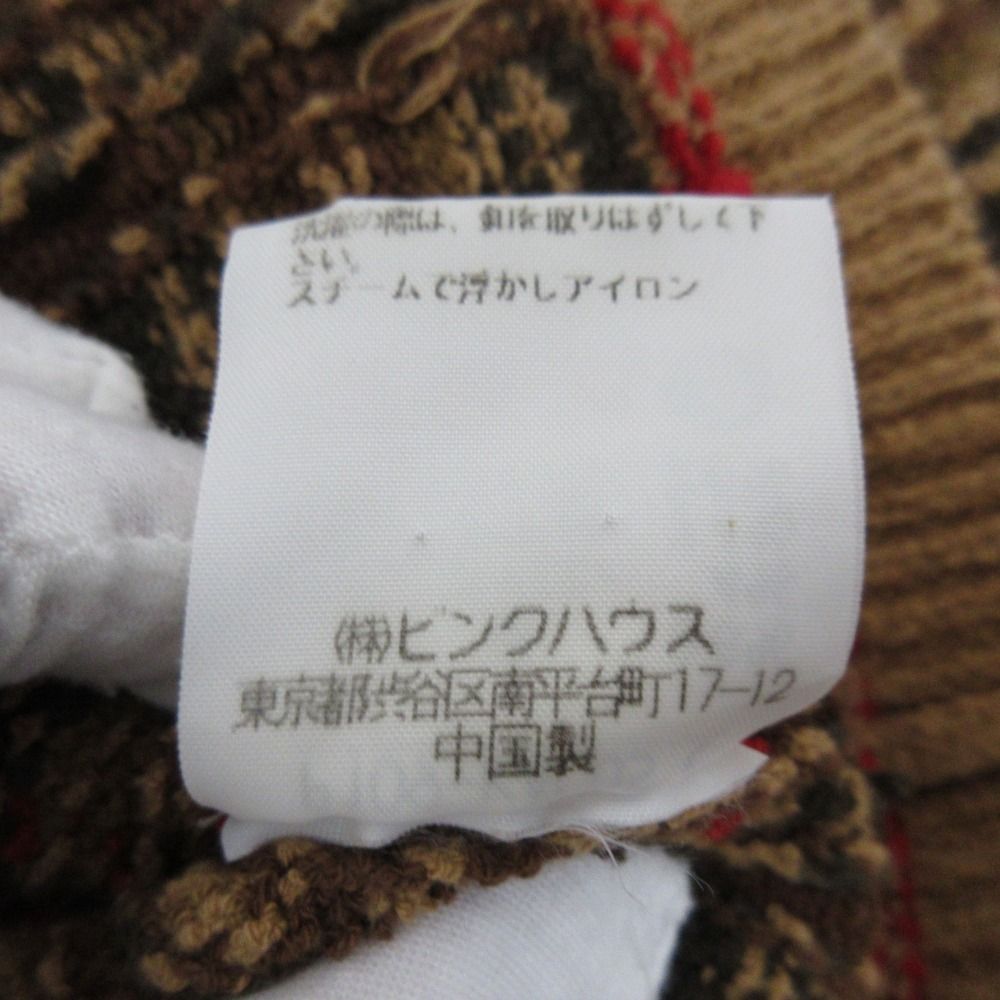 洗濯の際は、釦を取りはずして下
さい。
スチームで浮かしアイロン
㈱ピンクハウス
東京都渋谷区南平台町17-12
中国製